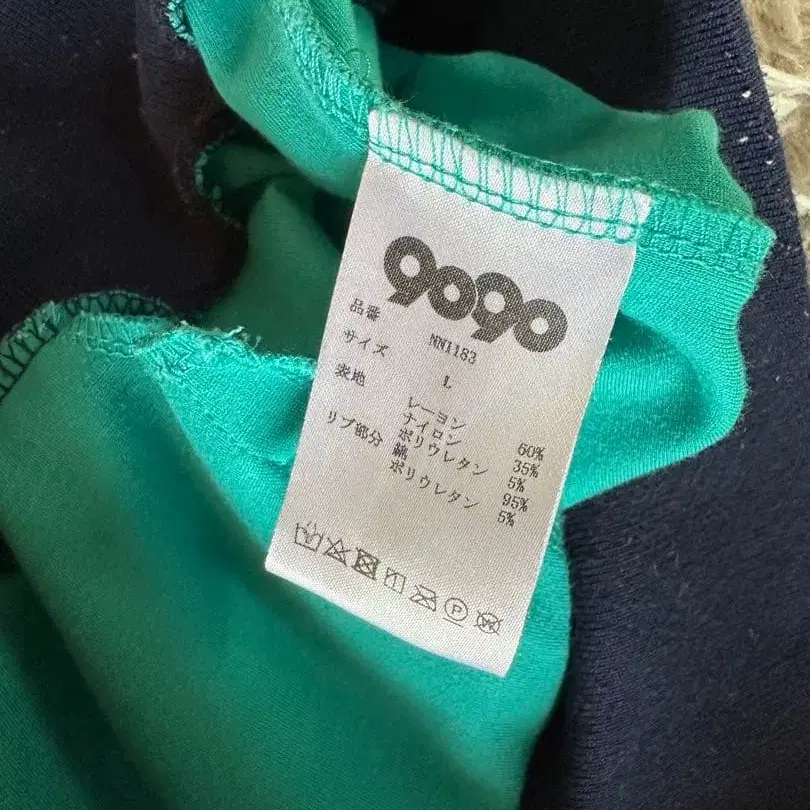 9090
品番 NN1183
サイズ L
表地 レーヨン 60%
ナイロン 35%
ポリウレタン 5%
リブ部分 綿 95%
ポリウレタン 5%
P
W